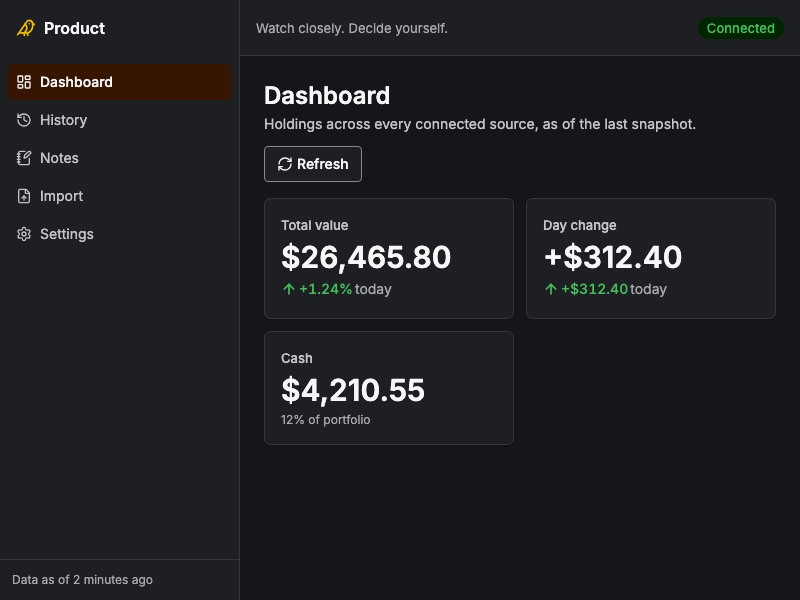 Product
Watch closely. Decide yourself.
Connected
Dashboard
History
Notes
Import
Settings
Data as of 2 minutes ago
Dashboard
Holdings across every connected source, as of the last snapshot.
Refresh
Total value
$26,465.80
+1.24% today
Day change
+$312.40
+$312.40 today
Cash
$4,210.55
12% of portfolio